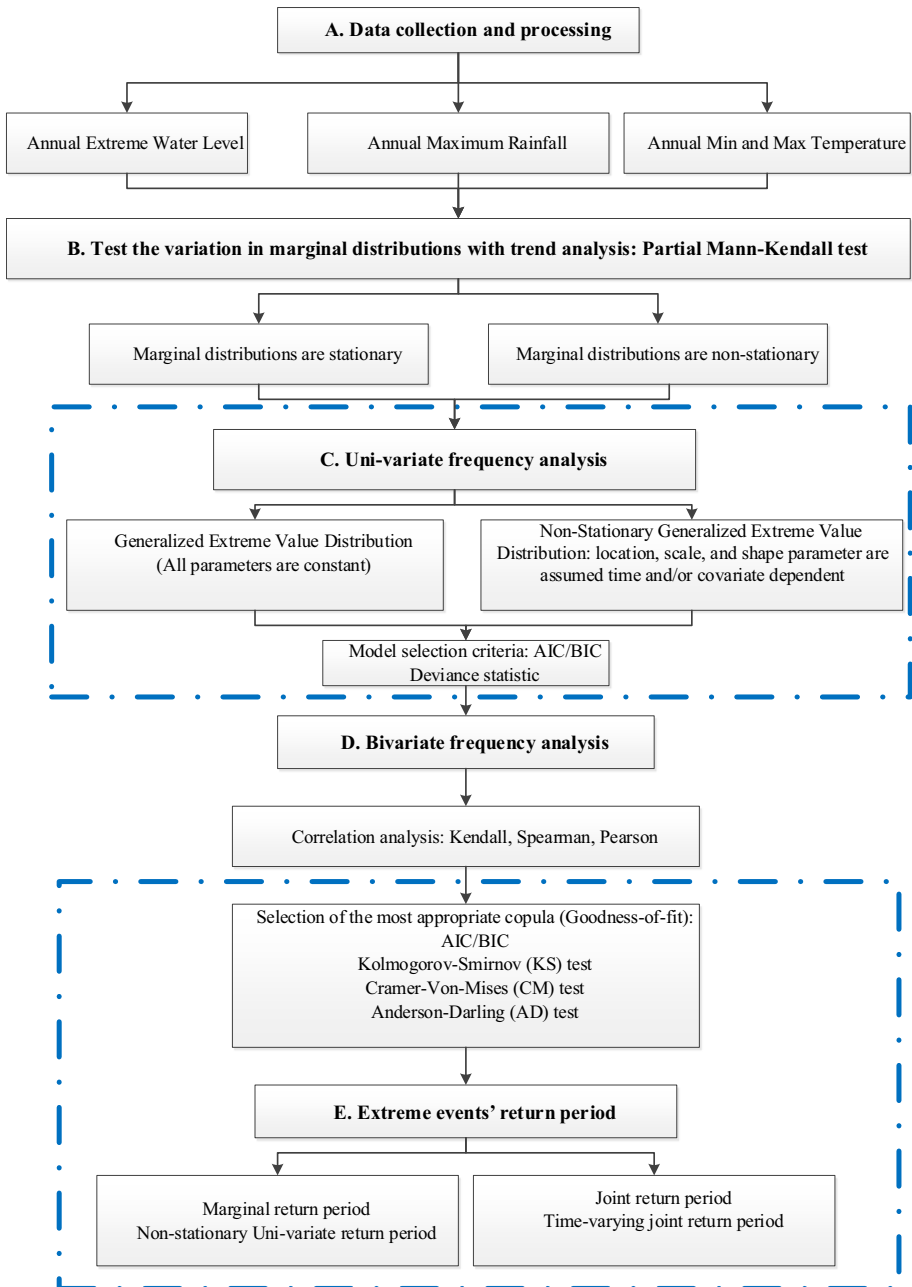 A. Data collection and processing
Annual Extreme Water Level
Annual Maximum Rainfall
Annual Min and Max Temperature
B. Test the variation in marginal distributions with trend analysis: Partial Mann-Kendall test
Marginal distributions are stationary
Marginal distributions are non-stationary
C. Uni-variate frequency analysis
Generalized Extreme Value Distribution
(All parameters are constant)
Non-Stationary Generalized Extreme Value
Distribution: location, scale, and shape parameter are
assumed time and/or covariate dependent
Model selection criteria: AIC/BIC
Deviance statistic
D. Bivariate frequency analysis
Correlation analysis: Kendall, Spearman, Pearson
Selection of the most appropriate copula (Goodness-of-fit):
AIC/BIC
Kolmogorov-Smirnov (KS) test
Cramer-Von-Mises (CM) test
Anderson-Darling (AD) test
E. Extreme events’ return period
Marginal return period
Non-stationary Uni-variate return period
Joint return period
Time-varying joint return period